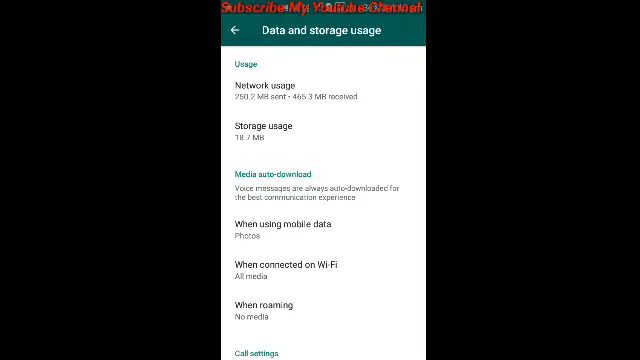 Subscribe My Youtube Channel
Data and storage usage
Usage
Network usage
250.2 MB sent • 465.3 MB received
Storage usage
18.7 MB
Media auto-download
Voice messages are always auto-downloaded for
the best communication experience
When using mobile data
Photos
When connected on Wi-Fi
All media
When roaming
No media
Call settings